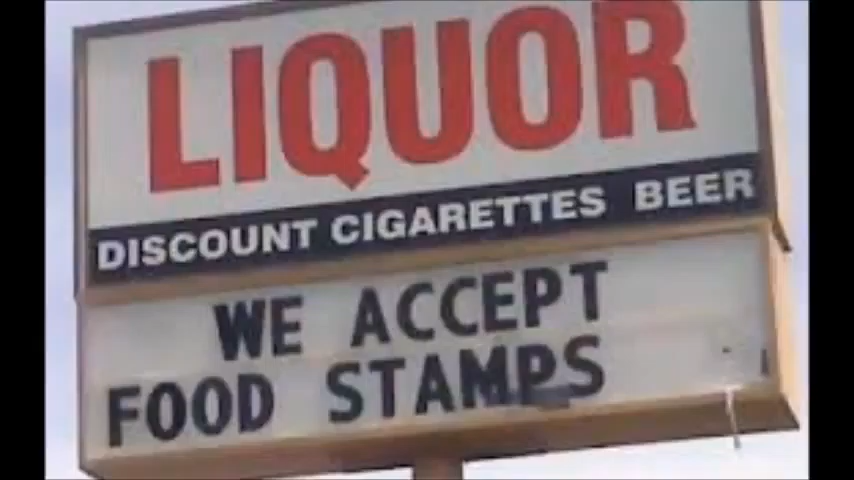 LIQUOR
DISCOUNT CIGARETTES BEER
WE ACCEPT
FOOD STAMPS